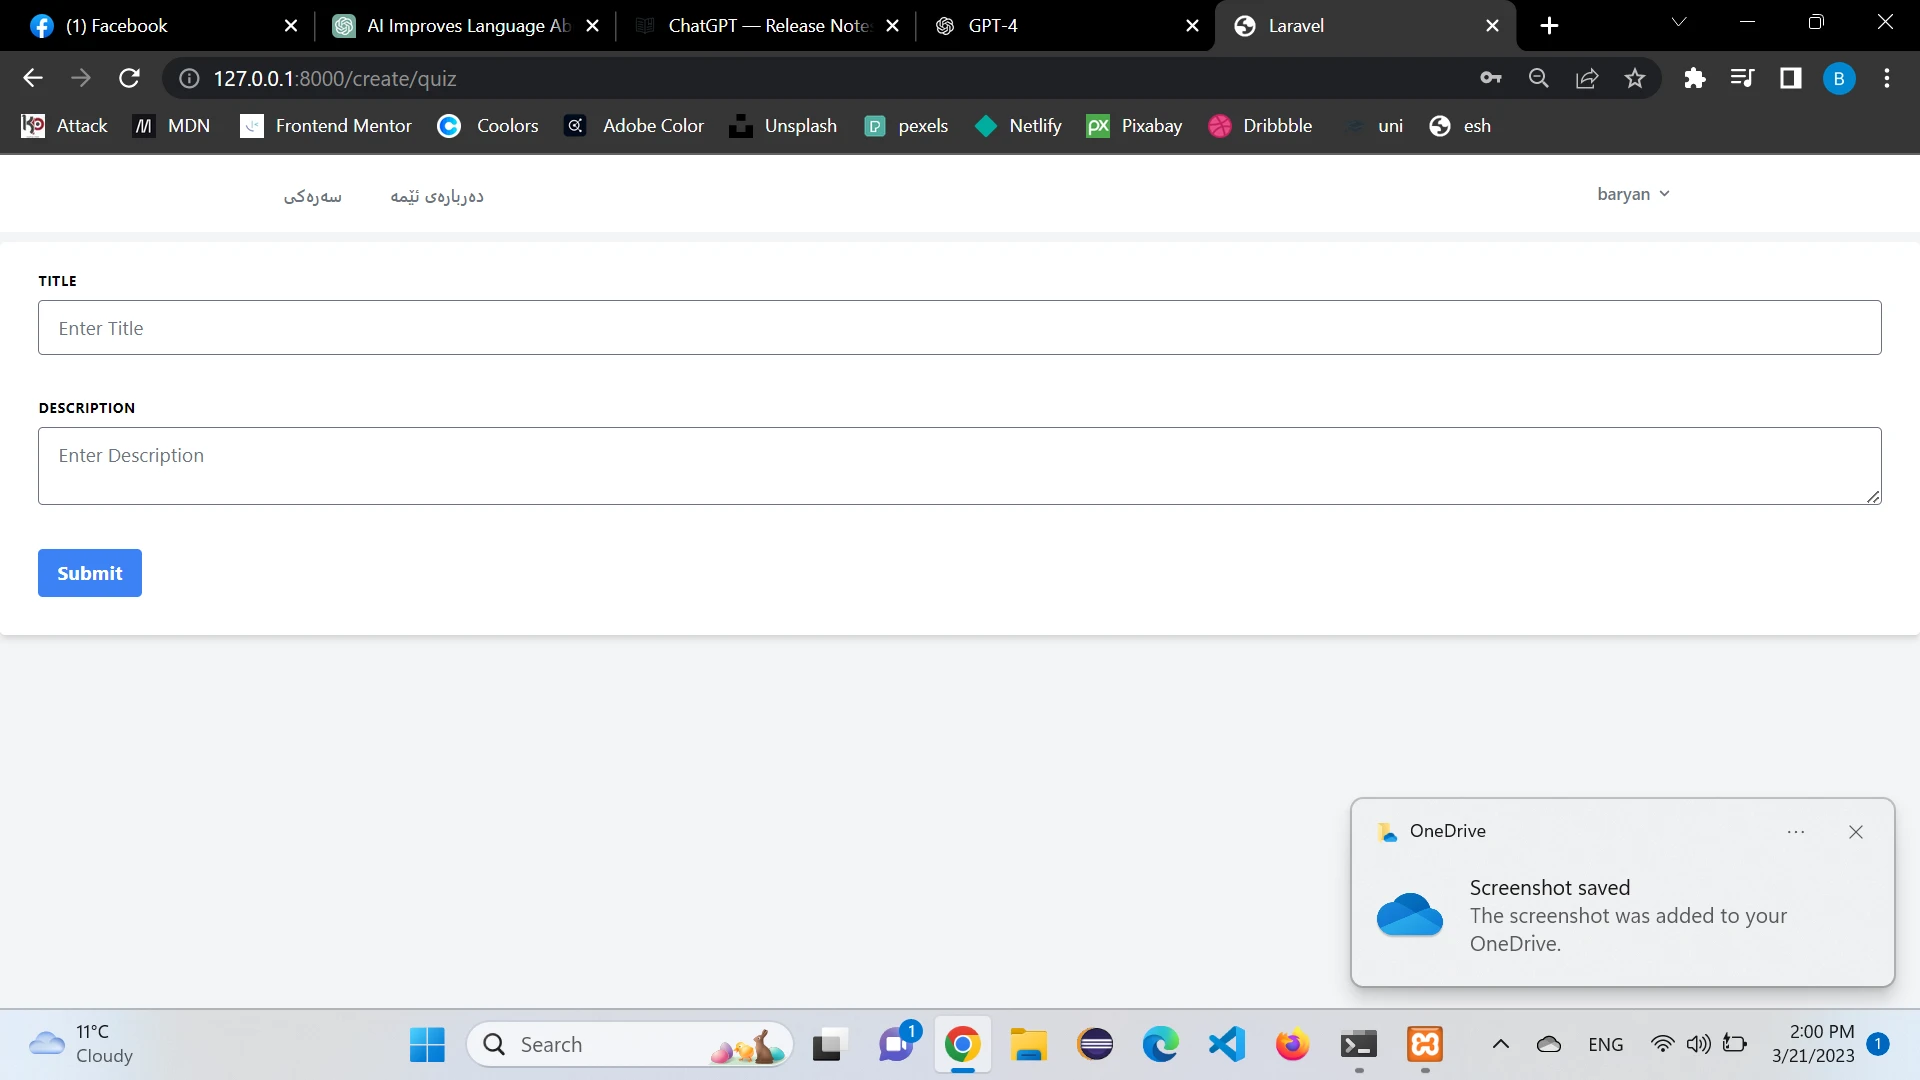 (1) Facebook
AI Improves Language Ab
ChatGPT — Release Note
GPT-4
Laravel
127.0.0.1:8000/create/quiz
B
Attack
MDN
Frontend Mentor
Coolors
Adobe Color
Unsplash
pexels
Netlify
Pixabay
Dribbble
uni
esh
سەرەکی
دەربارەی ئێمە
baryan
TITLE
Enter Title
DESCRIPTION
Enter Description
Submit
OneDrive
Screenshot saved
The screenshot was added to your
OneDrive.
11°C
Cloudy
Search
1
ENG
2:00 PM
3/21/2023
1